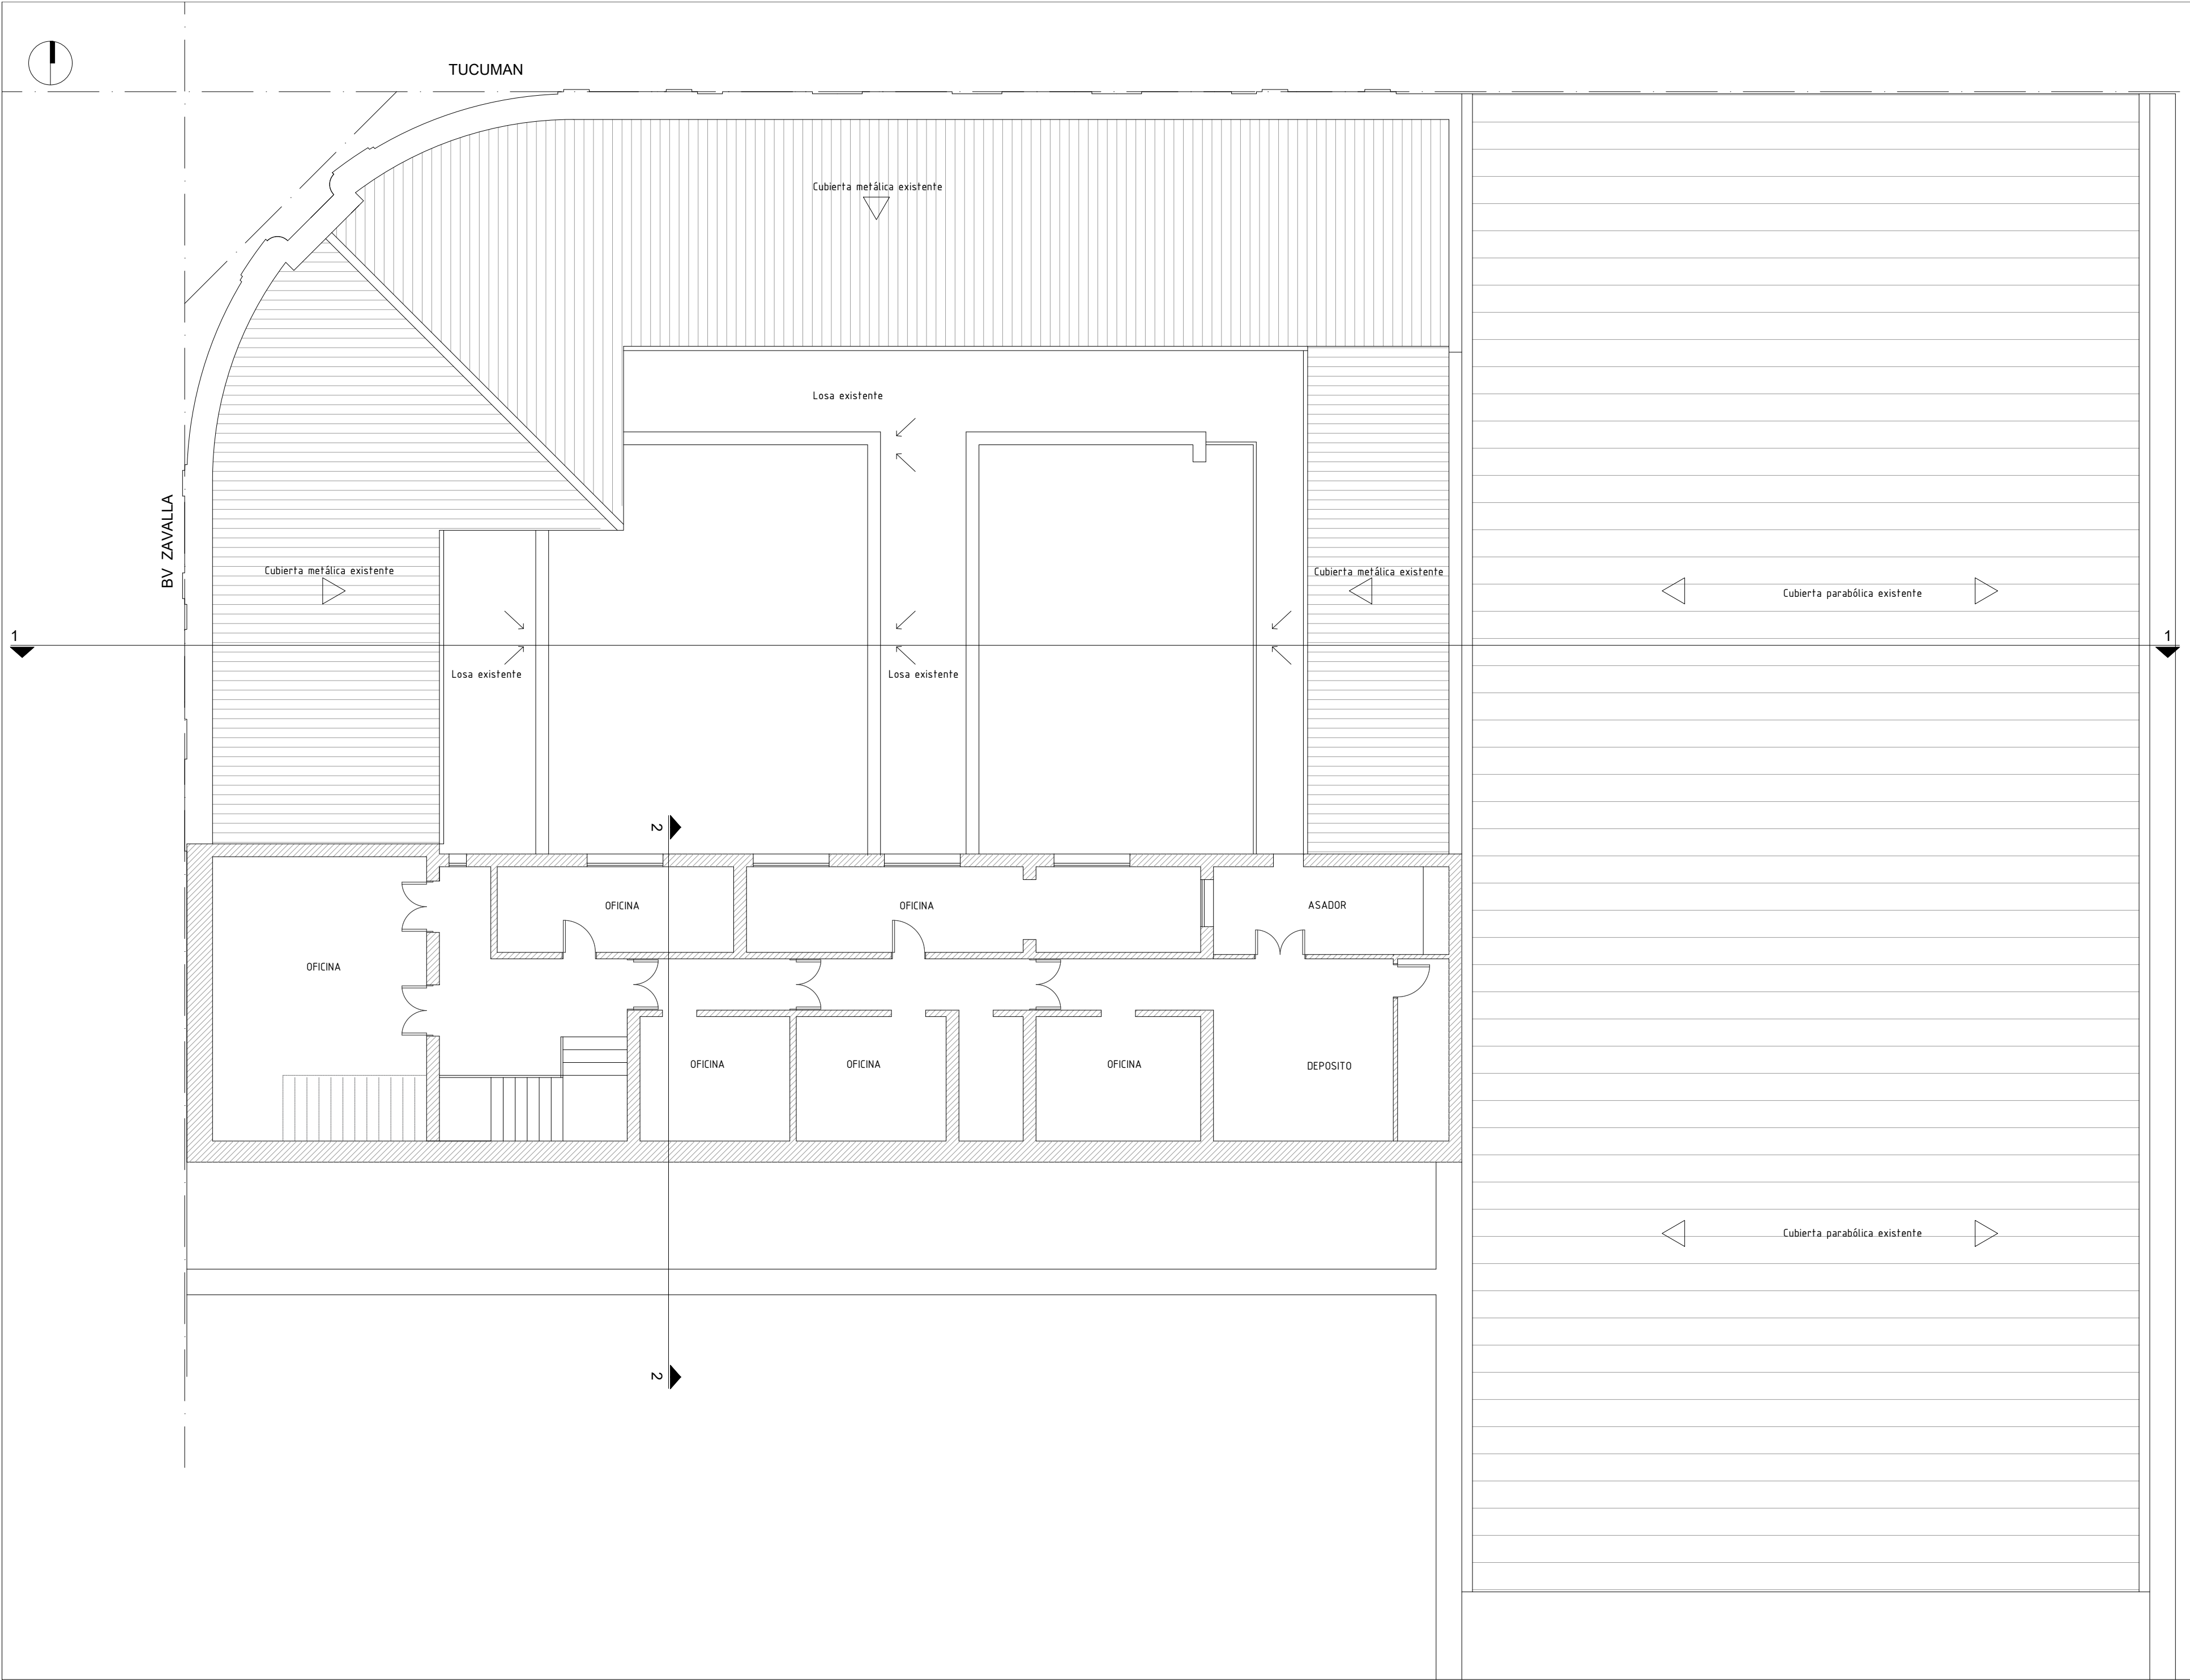 TUCUMAN
Cubierta metálica existente
Losa existente
BV ZAVALLA
Cubierta metálica existente
Cubierta metálica existente
Cubierta parabólica existente
1
1
Losa existente
Losa existente
2
OFICINA
OFICINA
ASADOR
OFICINA
OFICINA
OFICINA
OFICINA
DEPOSITO
Cubierta parabólica existente
2